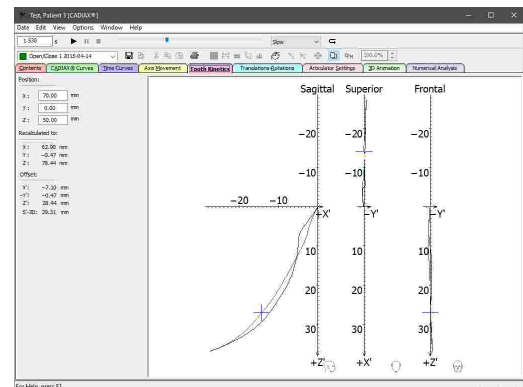 Test, Patient 3 [CADIAX®]
Data Edit View Options Window Help
1.530 s Slow
Open/Close 1 2015-04-14 100.0%
Contents CADIAX® Curves Time Curves Axis Movement Tooth Kinetics Translations-Rotations Articulator Settings 3D Animation Numerical Analysis
Position:
X: 70.00 mm
Y: 0.00 mm
Z: 50.00 mm
Recalculated to:
X: 62.90 mm
Y: -0.47 mm
Z: 78.44 mm
Offset:
X': -7.10 mm
-Y': -0.47 mm
Z': 28.44 mm
S'-3D: 29.31 mm
Sagittal Superior Frontal
-20 -20 -20
-10 -10 -10
-20 -10
+X' -Y' -Y'
10 10 10
20 20 20
30 30 30
+Z' +X' +Z'
For Help, press F1